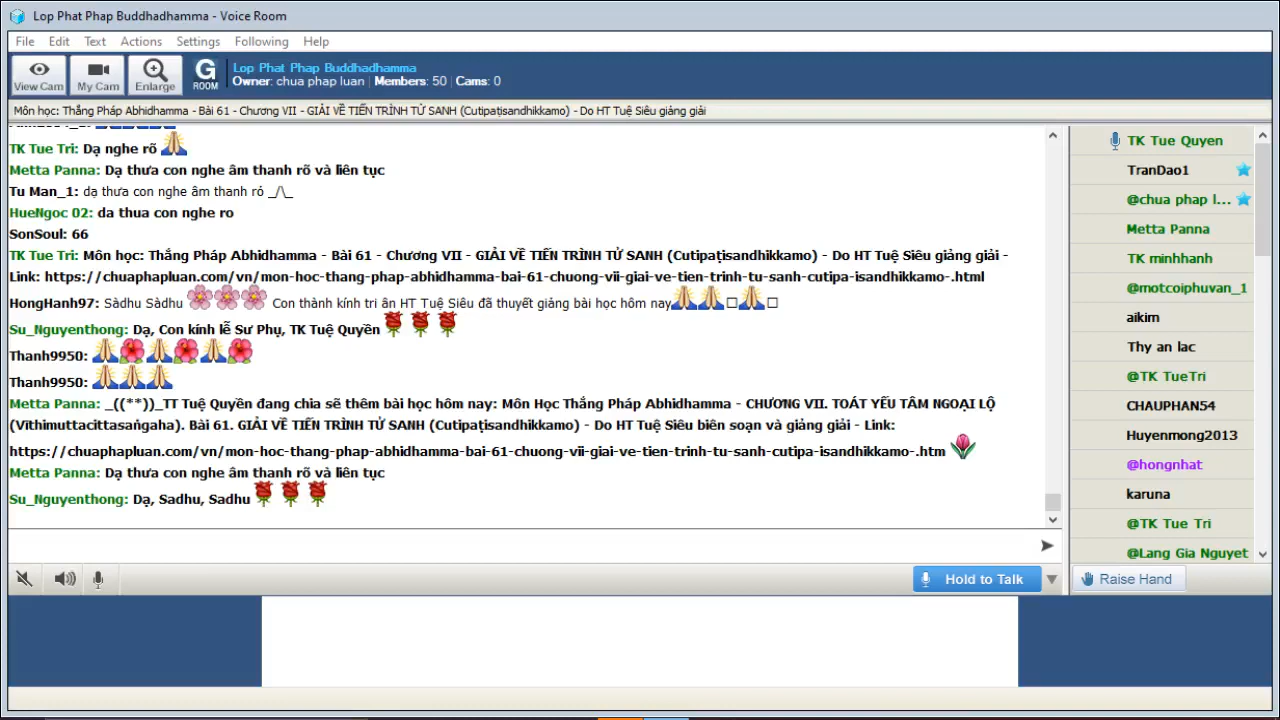 Lop Phat Phap Buddhadhamma - Voice Room
File Edit Text Actions Settings Following Help
View Cam My Cam Enlarge G ROOM
Lop Phat Phap Buddhadhamma
Owner: chua phap luan | Members: 50 | Cams: 0
Môn học: Thắng Pháp Abhidhamma - Bài 61 - Chương VII - GIẢI VỀ TIẾN TRÌNH TỬ SANH (Cutipaṭisandhikkamo) - Do HT Tuệ Siêu giảng giải
TK Tue Tri: Dạ nghe rõ
Metta Panna: Dạ thưa con nghe âm thanh rõ và liên tục
Tu Man_1: dạ thưa con nghe âm thanh rỏ _/\_
HueNgoc 02: da thua con nghe ro
SonSoul: 66
TK Tue Tri: Môn học: Thắng Pháp Abhidhamma - Bài 61 - Chương VII - GIẢI VỀ TIẾN TRÌNH TỬ SANH (Cutipaṭisandhikkamo) - Do HT Tuệ Siêu giảng giải -
Link: https://chuaphapluan.com/vn/mon-hoc-thang-phap-abhidhamma-bai-61-chuong-vii-giai-ve-tien-trinh-tu-sanh-cutipa-isandhikkamo-.html
HongHanh97: Sàdhu Sàdhu Con thành kính tri ân HT Tuệ Siêu đã thuyết giảng bài học hôm nay
Su_Nguyenthong: Dạ, Con kính lễ Sư Phụ, TK Tuệ Quyền
Thanh9950:
Thanh9950:
Metta Panna: _((**))_TT Tuệ Quyền đang chia sẽ thêm bài học hôm nay: Môn Học Thắng Pháp Abhidhamma - CHƯƠNG VII. TOÁT YẾU TÂM NGOẠI LỘ
(Vīthimuttacittasaṅgaha). Bài 61. GIẢI VỀ TIẾN TRÌNH TỬ SANH (Cutipaṭisandhikkamo) - Do HT Tuệ Siêu biên soạn và giảng giải - Link:
https://chuaphapluan.com/vn/mon-hoc-thang-phap-abhidhamma-bai-61-chuong-vii-giai-ve-tien-trinh-tu-sanh-cutipa-isandhikkamo-.htm
Metta Panna: Dạ thưa con nghe âm thanh rõ và liên tục
Su_Nguyenthong: Dạ, Sadhu, Sadhu
Hold to Talk
TK Tue Quyen
TranDao1
@chua phap l...
Metta Panna
TK minhhanh
@motcoiphuvan_1
aikim
Thy an lac
@TK TueTri
CHAUPHAN54
Huyenmong2013
@hongnhat
karuna
@TK Tue Tri
@Lang Gia Nguyet
Raise Hand